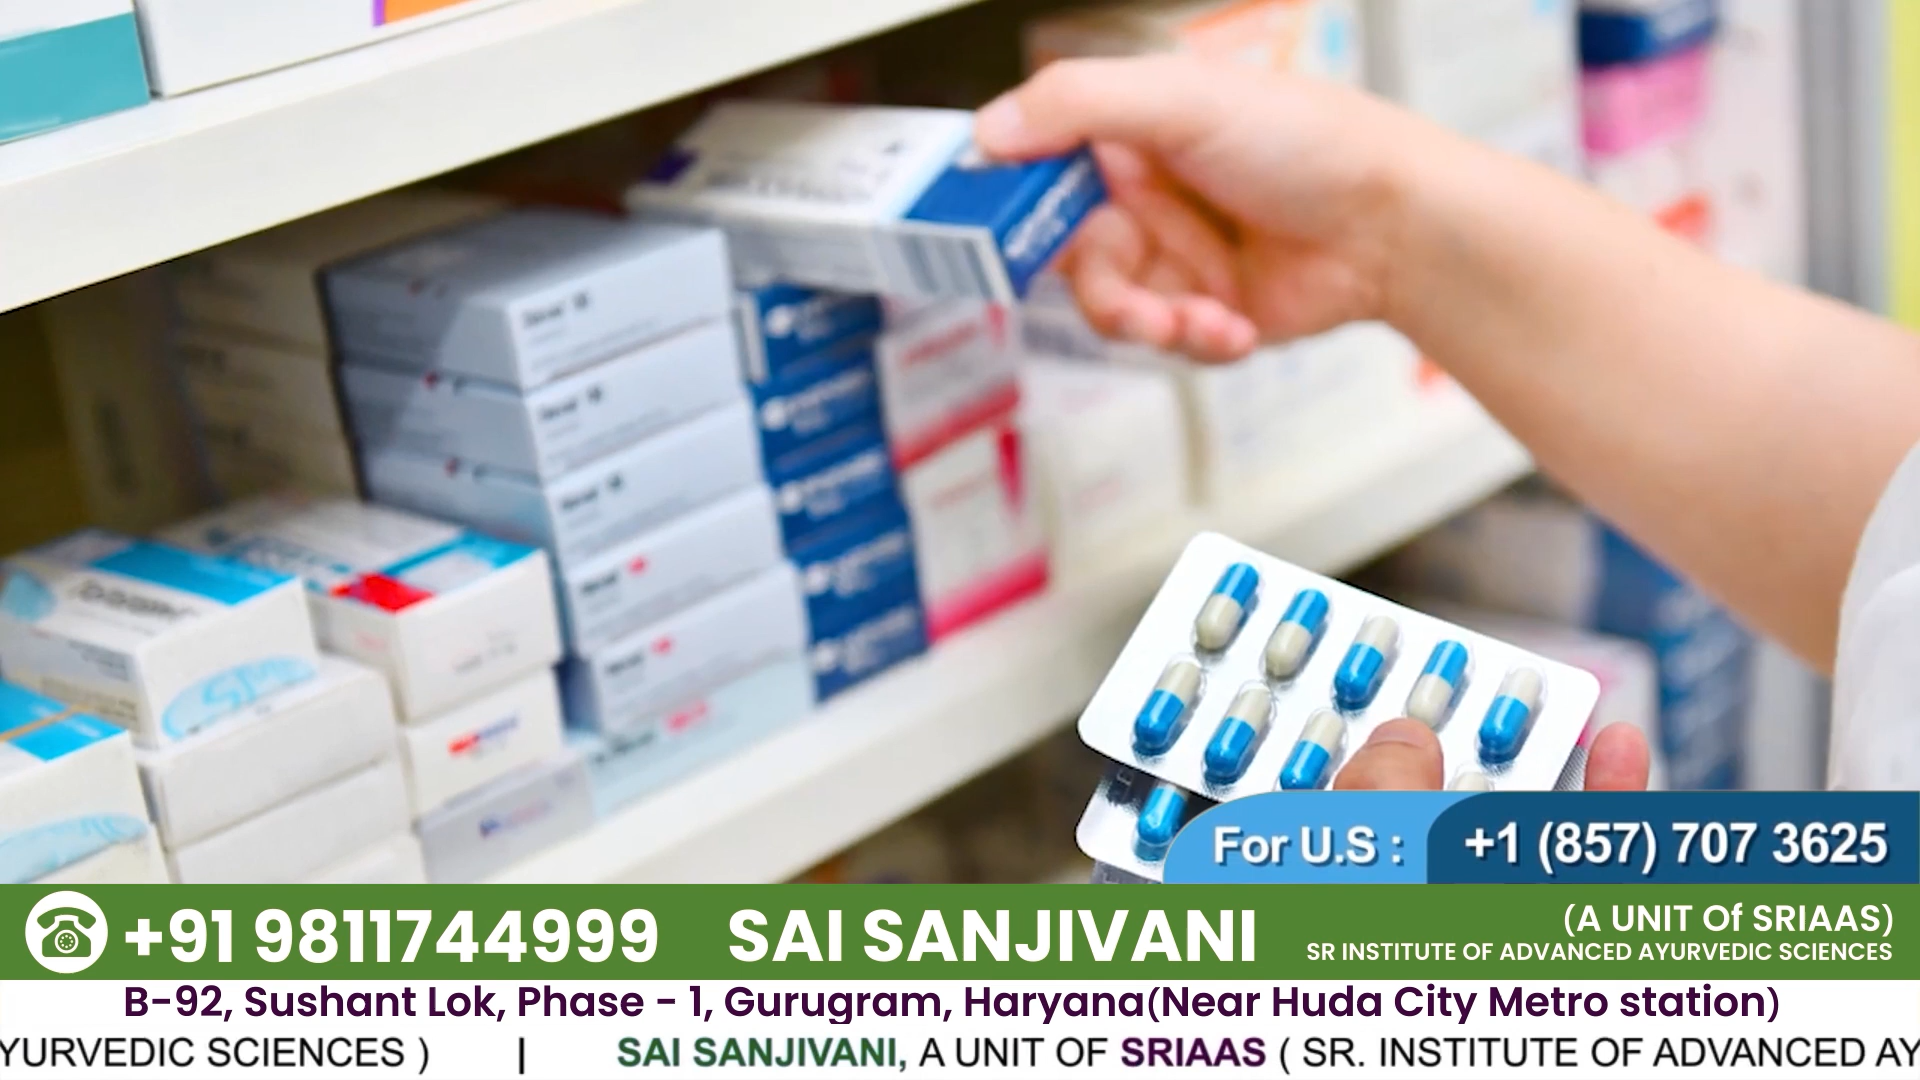 For U.S : +1 (857) 707 3625
+91 9811744999 SAI SANJIVANI
(A UNIT Of SRIAAS)
SR INSTITUTE OF ADVANCED AYURVEDIC SCIENCES
B-92, Sushant Lok, Phase - 1, Gurugram, Haryana(Near Huda City Metro station)
YURVEDIC SCIENCES ) | SAI SANJIVANI, A UNIT OF SRIAAS ( SR. INSTITUTE OF ADVANCED AY